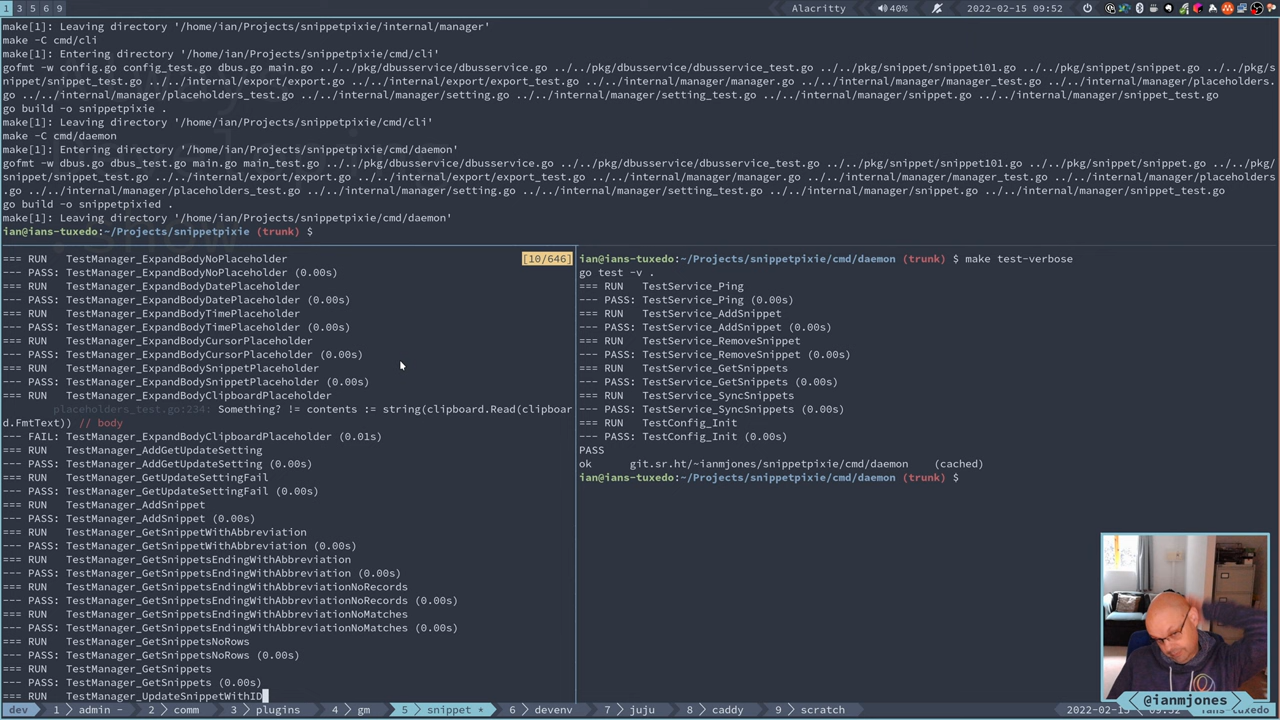 1 3 5 6 9
Alacritty
40%
2022-02-15 09:52
make[1]: Leaving directory '/home/ian/Projects/snippetpixie/internal/manager'
make -C cmd/cli
make[1]: Entering directory '/home/ian/Projects/snippetpixie/cmd/cli'
gofmt -w config.go config_test.go dbus.go main.go ../../pkg/dbusservice/dbusservice.go ../../pkg/dbusservice/dbusservice_test.go ../../pkg/snippet/snippet101.go ../../pkg/snippet/snippet.go ../../pkg/s
nippet/snippet_test.go ../../internal/export/export.go ../../internal/export/export_test.go ../../internal/manager/manager.go ../../internal/manager/manager_test.go ../../internal/manager/placeholders.
go ../../internal/manager/placeholders_test.go ../../internal/manager/setting.go ../../internal/manager/setting_test.go ../../internal/manager/snippet.go ../../internal/manager/snippet_test.go
go build -o snippetpixie .
make[1]: Leaving directory '/home/ian/Projects/snippetpixie/cmd/cli'
make -C cmd/daemon
make[1]: Entering directory '/home/ian/Projects/snippetpixie/cmd/daemon'
gofmt -w dbus.go dbus_test.go main.go main_test.go ../../pkg/dbusservice/dbusservice.go ../../pkg/dbusservice/dbusservice_test.go ../../pkg/snippet/snippet101.go ../../pkg/snippet/snippet.go ../../pkg/
snippet/snippet_test.go ../../internal/export/export.go ../../internal/export/export_test.go ../../internal/manager/manager.go ../../internal/manager/manager_test.go ../../internal/manager/placeholders
.go ../../internal/manager/placeholders_test.go ../../internal/manager/setting.go ../../internal/manager/setting_test.go ../../internal/manager/snippet.go ../../internal/manager/snippet_test.go
go build -o snippetpixied .
make[1]: Leaving directory '/home/ian/Projects/snippetpixie/cmd/daemon'
ian@ians-tuxedo:~/Projects/snippetpixie (trunk) $
=== RUN   TestManager_ExpandBodyNoPlaceholder
[10/646]
--- PASS: TestManager_ExpandBodyNoPlaceholder (0.00s)
=== RUN   TestManager_ExpandBodyDatePlaceholder
--- PASS: TestManager_ExpandBodyDatePlaceholder (0.00s)
=== RUN   TestManager_ExpandBodyTimePlaceholder
--- PASS: TestManager_ExpandBodyTimePlaceholder (0.00s)
=== RUN   TestManager_ExpandBodyCursorPlaceholder
--- PASS: TestManager_ExpandBodyCursorPlaceholder (0.00s)
=== RUN   TestManager_ExpandBodySnippetPlaceholder
--- PASS: TestManager_ExpandBodySnippetPlaceholder (0.00s)
=== RUN   TestManager_ExpandBodyClipboardPlaceholder
placeholders_test.go:234: Something? != contents := string(clipboard.Read(clipboar
d.FmtText)) // body
--- FAIL: TestManager_ExpandBodyClipboardPlaceholder (0.01s)
=== RUN   TestManager_AddGetUpdateSetting
--- PASS: TestManager_AddGetUpdateSetting (0.00s)
=== RUN   TestManager_GetUpdateSettingFail
--- PASS: TestManager_GetUpdateSettingFail (0.00s)
=== RUN   TestManager_AddSnippet
--- PASS: TestManager_AddSnippet (0.00s)
=== RUN   TestManager_GetSnippetWithAbbreviation
--- PASS: TestManager_GetSnippetWithAbbreviation (0.00s)
=== RUN   TestManager_GetSnippetsEndingWithAbbreviation
--- PASS: TestManager_GetSnippetsEndingWithAbbreviation (0.00s)
=== RUN   TestManager_GetSnippetsEndingWithAbbreviationNoRecords
--- PASS: TestManager_GetSnippetsEndingWithAbbreviationNoRecords (0.00s)
=== RUN   TestManager_GetSnippetsEndingWithAbbreviationNoMatches
--- PASS: TestManager_GetSnippetsEndingWithAbbreviationNoMatches (0.00s)
=== RUN   TestManager_GetSnippetsNoRows
--- PASS: TestManager_GetSnippetsNoRows (0.00s)
=== RUN   TestManager_GetSnippets
--- PASS: TestManager_GetSnippets (0.00s)
=== RUN   TestManager_UpdateSnippetWithID
ian@ians-tuxedo:~/Projects/snippetpixie/cmd/daemon (trunk) $ make test-verbose
go test -v .
=== RUN   TestService_Ping
--- PASS: TestService_Ping (0.00s)
=== RUN   TestService_AddSnippet
--- PASS: TestService_AddSnippet (0.00s)
=== RUN   TestService_RemoveSnippet
--- PASS: TestService_RemoveSnippet (0.00s)
=== RUN   TestService_GetSnippets
--- PASS: TestService_GetSnippets (0.00s)
=== RUN   TestService_SyncSnippets
--- PASS: TestService_SyncSnippets (0.00s)
=== RUN   TestConfig_Init
--- PASS: TestConfig_Init (0.00s)
PASS
ok      git.sr.ht/~ianmjones/snippetpixie/cmd/daemon    (cached)
ian@ians-tuxedo:~/Projects/snippetpixie/cmd/daemon (trunk) $
@ianmjones
dev 1 admin - 2 comm 3 plugins 4 gm 5 snippet * 6 devenv 7 juju 8 caddy 9 scratch